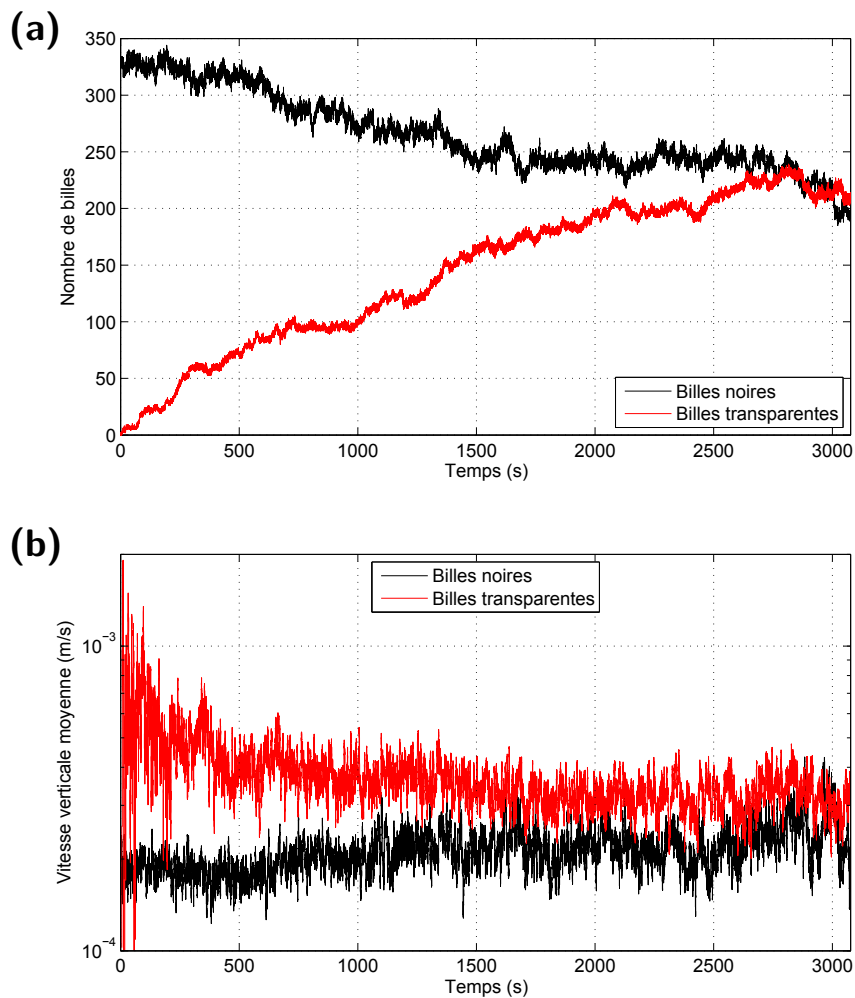 (a)
350
300
250
200
150
100
50
0
Nombre de billes
Billes noires
Billes transparentes
0 500 1000 1500 2000 2500 3000
Temps (s)
(b)
10⁻³
10⁻⁴
Vitesse verticale moyenne (m/s)
Billes noires
Billes transparentes
0 500 1000 1500 2000 2500 3000
Temps (s)